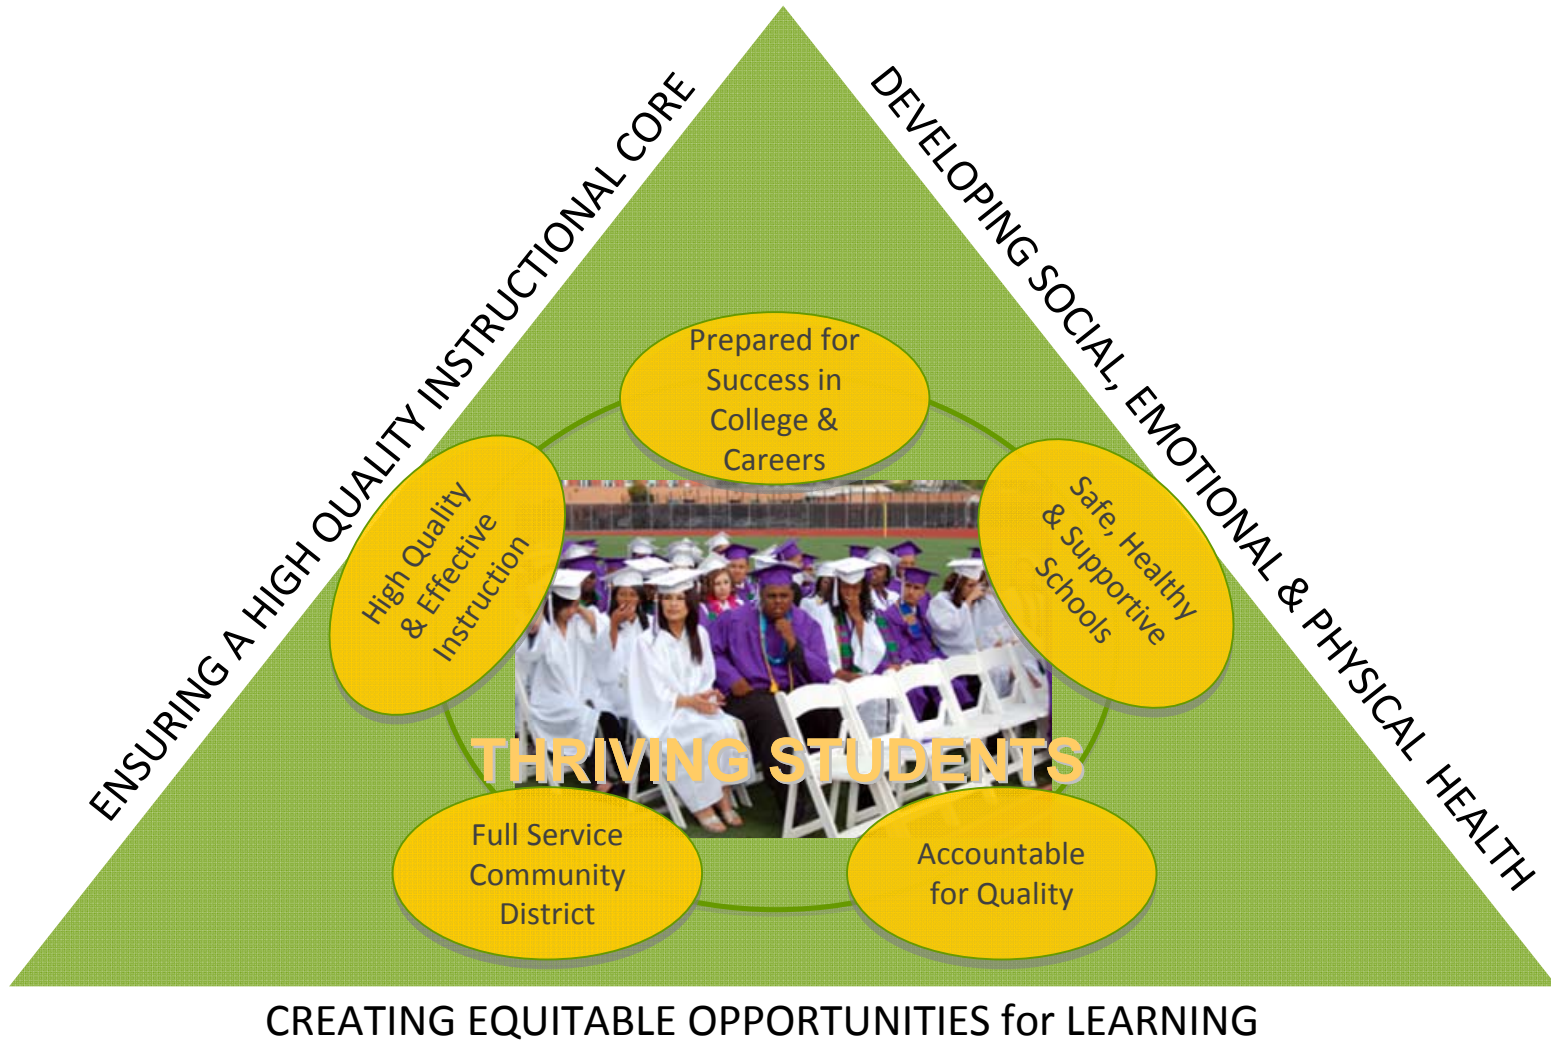 ENSURING A HIGH QUALITY INSTRUCTIONAL CORE
DEVELOPING SOCIAL, EMOTIONAL & PHYSICAL HEALTH
Prepared for
Success in
College &
Careers
High Quality
& Effective
Instruction
Safe, Healthy
& Supportive
Schools
THRIVING STUDENTS
Full Service
Community
District
Accountable
for Quality
CREATING EQUITABLE OPPORTUNITIES for LEARNING